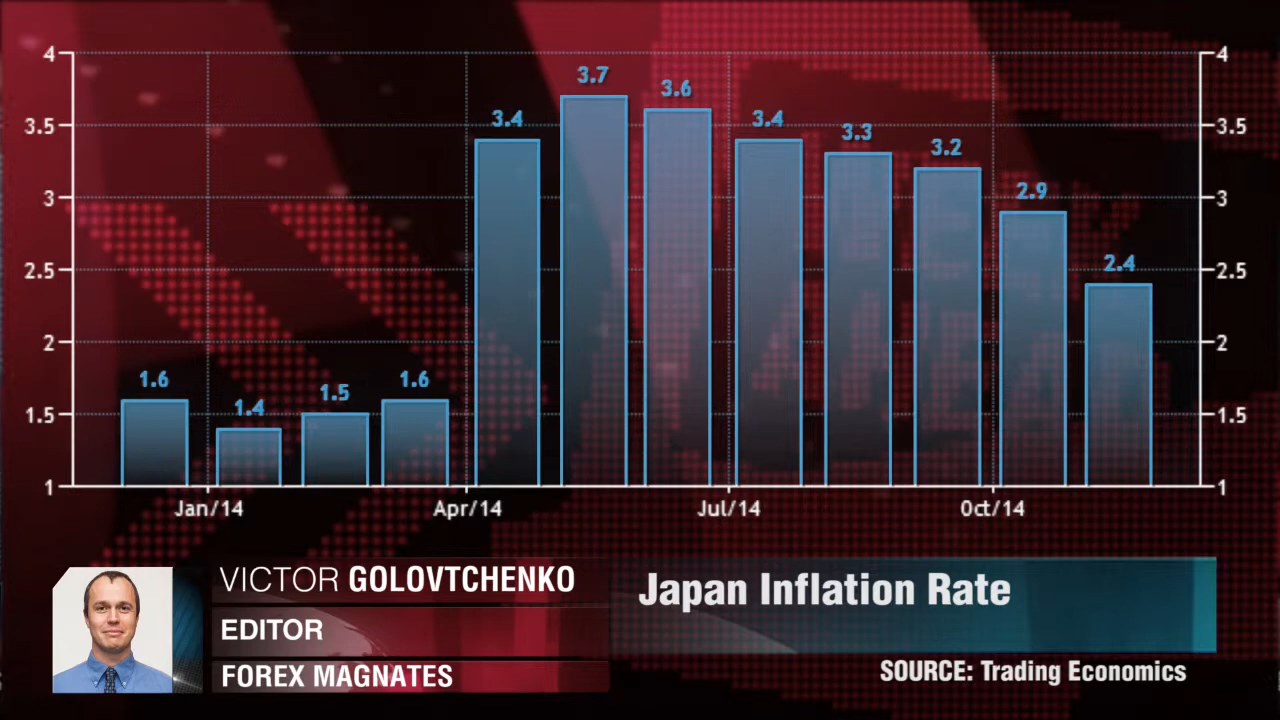 4 4
3.7
3.6
3.4 3.4
3.5 3.3 3.5
3.2
2.9
3 3
2.5 2.4 2.5
2 2
1.6 1.6
1.5
1.4
1.5 1.5
1 1
Jan/14 Apr/14 Jul/14 Oct/14
VICTOR GOLOVTCHENKO
EDITOR
FOREX MAGNATES
Japan Inflation Rate
SOURCE: Trading Economics